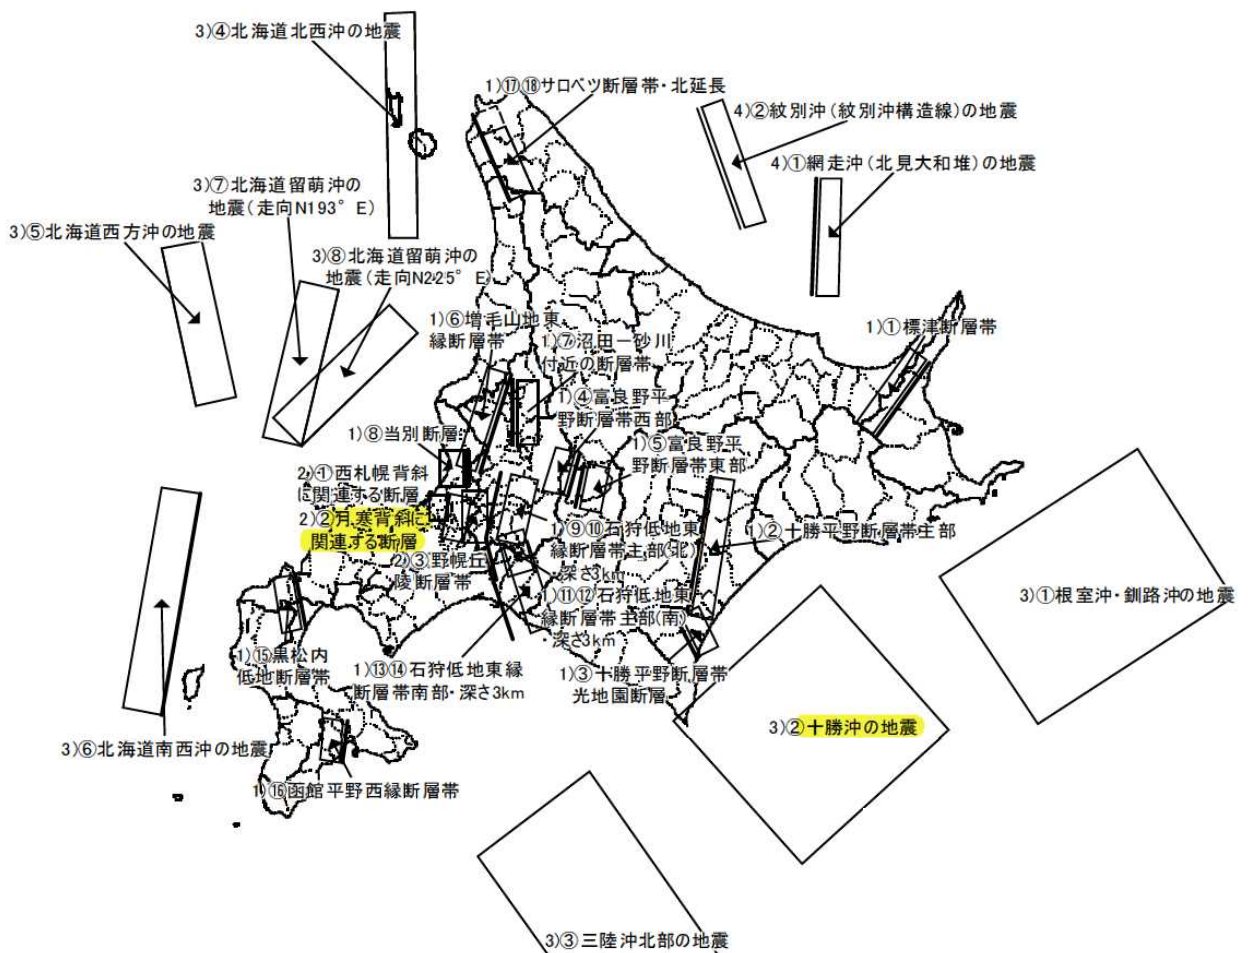 3)④北海道北西沖の地震
1)⑰⑱サロベツ断層帯・北延長
4)②紋別沖(紋別沖構造線)の地震
4)①網走沖(北見大和堆)の地震
3)⑦北海道留萌沖の
地震(走向N193°E)
3)⑤北海道西方沖の地震
3)⑧北海道留萌沖の
地震(走向N225°E)
1)⑥増毛山地東
縁断層帯
1)①標津断層帯
1)⑦沼田－砂川
付近の断層帯
1)④富良野平
野断層帯西部
1)⑧当別断層
1)⑤富良野平
野断層帯東部
2)①西札幌背斜
に関連する断層
2)②月寒背斜に
関連する断層
1)⑨⑩石狩低地東
縁断層帯主部(北)
・深さ3km
1)②十勝平野断層帯主部
2)③野幌丘
陵断層帯
1)⑪⑫石狩低地東
縁断層帯主部(南)
・深さ3km
3)①根室沖・釧路沖の地震
1)⑮黒松内
低地断層帯
1)⑬⑭石狩低地東縁
断層帯南部・深さ3km
1)③十勝平野断層帯
光地園断層
3)②十勝沖の地震
3)⑥北海道南西沖の地震
1)⑯函館平野西縁断層帯
3)③三陸沖北部の地震